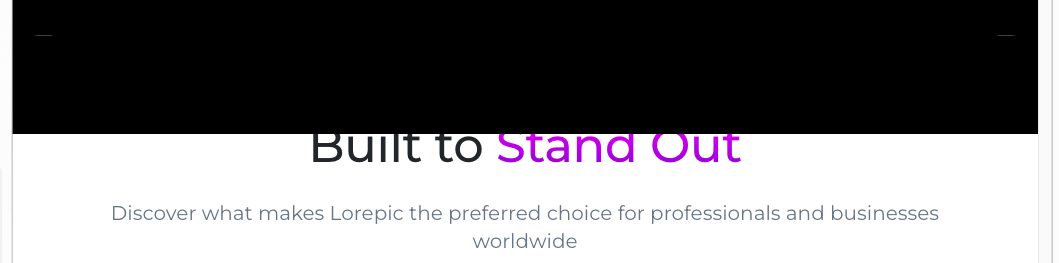 Built to Stand Out
Discover what makes Lorepic the preferred choice for professionals and businesses
worldwide